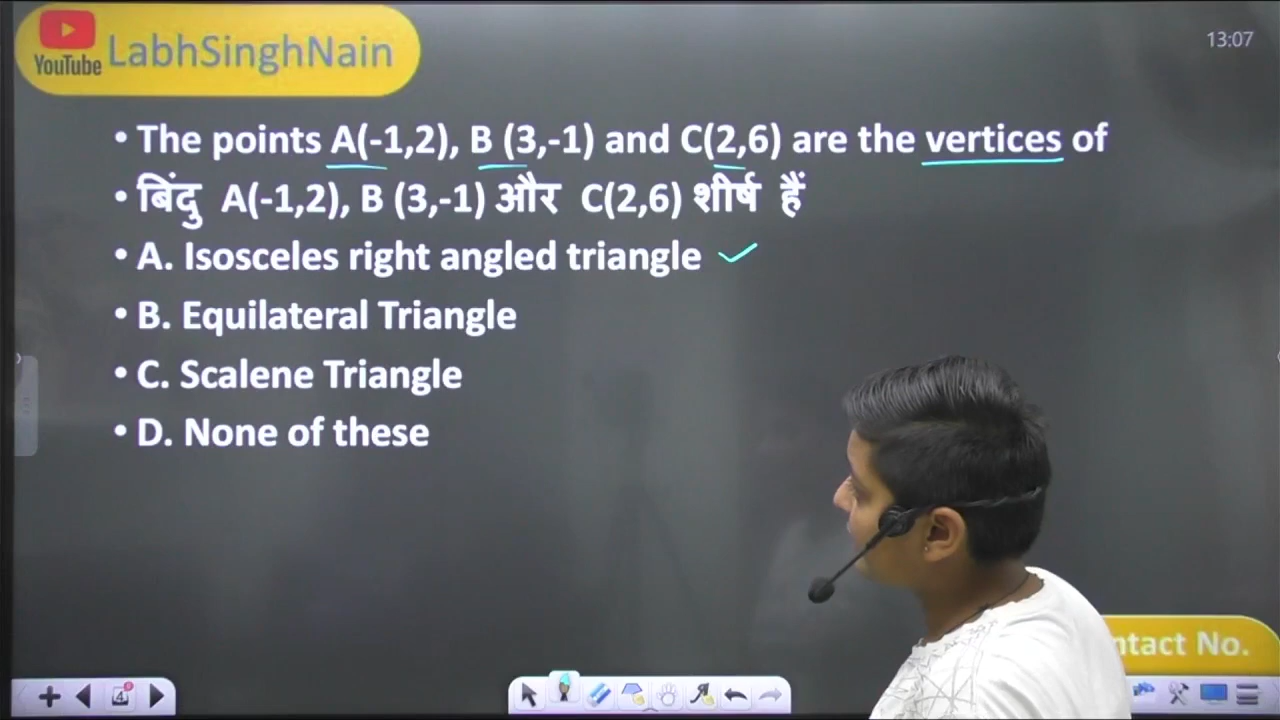 YouTube LabhSinghNain
13:07
• The points A(-1,2), B (3,-1) and C(2,6) are the vertices of
• बिंदु A(-1,2), B (3,-1) और C(2,6) शीर्ष हैं
• A. Isosceles right angled triangle
• B. Equilateral Triangle
• C. Scalene Triangle
• D. None of these
ntact No.
4